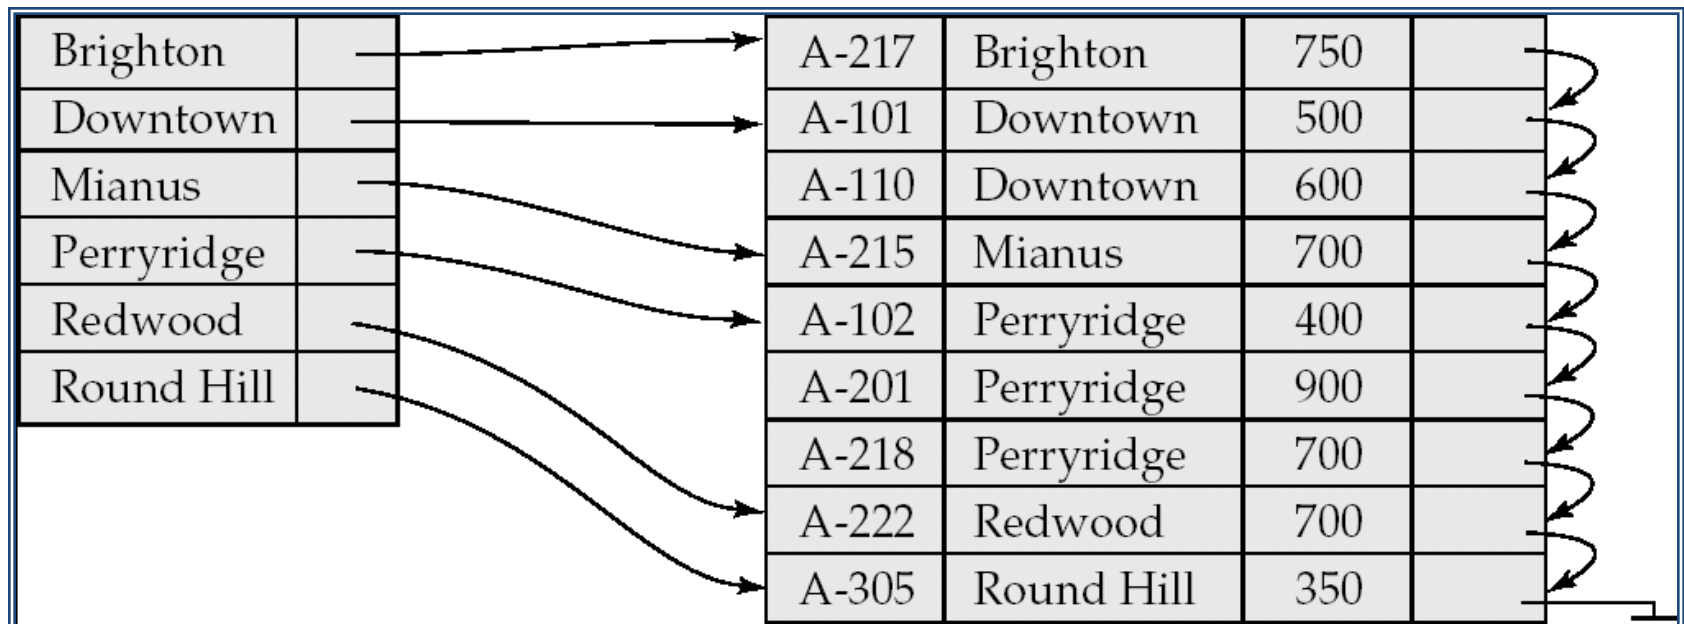 Brighton
Downtown
Mianus
Perryridge
Redwood
Round Hill
A-217 Brighton 750
A-101 Downtown 500
A-110 Downtown 600
A-215 Mianus 700
A-102 Perryridge 400
A-201 Perryridge 900
A-218 Perryridge 700
A-222 Redwood 700
A-305 Round Hill 350